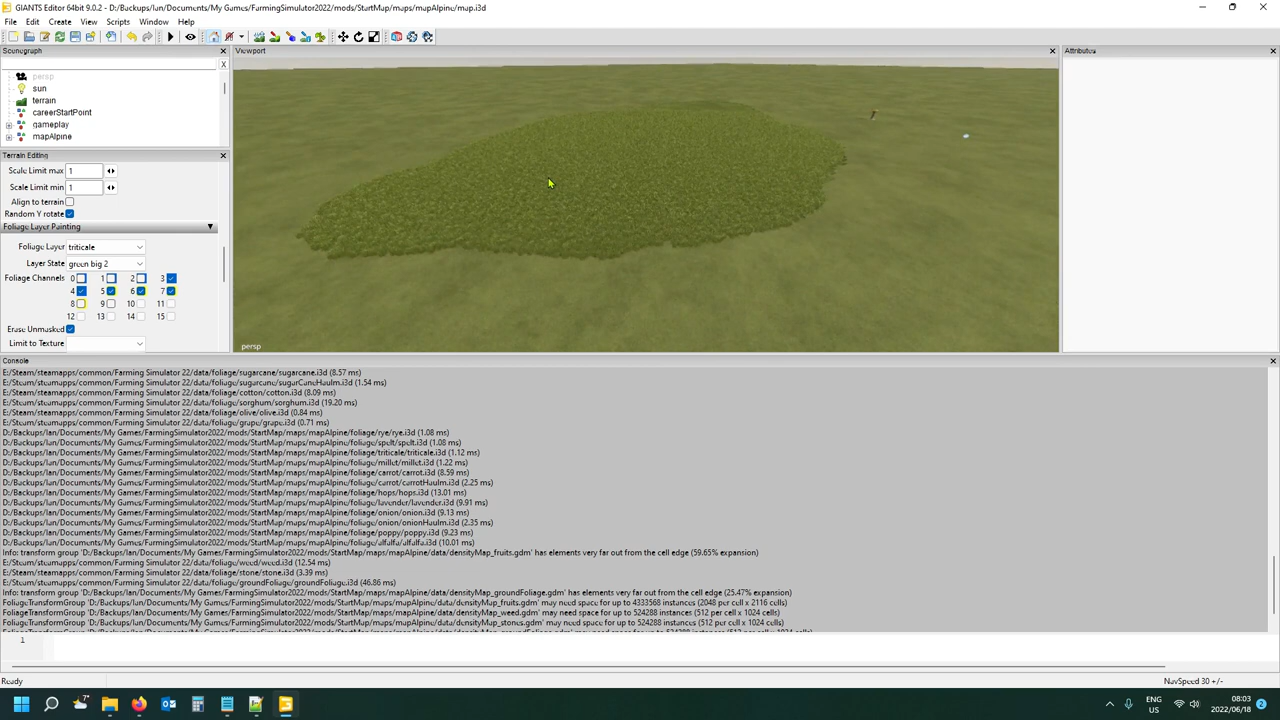 GIANTS Editor 64bit 9.0.2 - D:/Backups/Ian/Documents/My Games/FarmingSimulator2022/mods/StartMap/maps/mapAlpine/map.i3d
File Edit Create View Scripts Window Help
Scenegraph
X
persp
sun
terrain
careerStartPoint
gameplay
mapAlpine
Viewport
persp
Attributes
Terrain Editing
Scale Limit max 1
Scale Limit min 1
Align to terrain
Random Y rotate
Foliage Layer Painting
Foliage Layer triticale
Layer State green big 2
Foliage Channels 0 1 2 3
4 5 6 7
8 9 10 11
12 13 14 15
Erase Unmasked
Limit to Texture
Console
E:/Steam/steamapps/common/Farming Simulator 22/data/foliage/sugarcane/sugarcane.i3d (8.57 ms)
E:/Steam/steamapps/common/Farming Simulator 22/data/foliage/sugarcane/sugarCaneHaulm.i3d (1.54 ms)
E:/Steam/steamapps/common/Farming Simulator 22/data/foliage/cotton/cotton.i3d (8.09 ms)
E:/Steam/steamapps/common/Farming Simulator 22/data/foliage/sorghum/sorghum.i3d (19.20 ms)
E:/Steam/steamapps/common/Farming Simulator 22/data/foliage/olive/olive.i3d (0.84 ms)
E:/Steam/steamapps/common/Farming Simulator 22/data/foliage/grape/grape.i3d (0.71 ms)
D:/Backups/Ian/Documents/My Games/FarmingSimulator2022/mods/StartMap/maps/mapAlpine/foliage/rye/rye.i3d (1.08 ms)
D:/Backups/Ian/Documents/My Games/FarmingSimulator2022/mods/StartMap/maps/mapAlpine/foliage/spelt/spelt.i3d (1.08 ms)
D:/Backups/Ian/Documents/My Games/FarmingSimulator2022/mods/StartMap/maps/mapAlpine/foliage/triticale/triticale.i3d (1.12 ms)
D:/Backups/Ian/Documents/My Games/FarmingSimulator2022/mods/StartMap/maps/mapAlpine/foliage/millet/millet.i3d (1.22 ms)
D:/Backups/Ian/Documents/My Games/FarmingSimulator2022/mods/StartMap/maps/mapAlpine/foliage/carrot/carrot.i3d (8.59 ms)
D:/Backups/Ian/Documents/My Games/FarmingSimulator2022/mods/StartMap/maps/mapAlpine/foliage/carrot/carrotHaulm.i3d (2.25 ms)
D:/Backups/Ian/Documents/My Games/FarmingSimulator2022/mods/StartMap/maps/mapAlpine/foliage/hops/hops.i3d (13.01 ms)
D:/Backups/Ian/Documents/My Games/FarmingSimulator2022/mods/StartMap/maps/mapAlpine/foliage/lavender/lavender.i3d (9.91 ms)
D:/Backups/Ian/Documents/My Games/FarmingSimulator2022/mods/StartMap/maps/mapAlpine/foliage/onion/onion.i3d (9.13 ms)
D:/Backups/Ian/Documents/My Games/FarmingSimulator2022/mods/StartMap/maps/mapAlpine/foliage/onion/onionHaulm.i3d (2.35 ms)
D:/Backups/Ian/Documents/My Games/FarmingSimulator2022/mods/StartMap/maps/mapAlpine/foliage/poppy/poppy.i3d (9.23 ms)
D:/Backups/Ian/Documents/My Games/FarmingSimulator2022/mods/StartMap/maps/mapAlpine/foliage/alfalfa/alfalfa.i3d (10.01 ms)
Info: transform group 'D:/Backups/Ian/Documents/My Games/FarmingSimulator2022/mods/StartMap/maps/mapAlpine/data/densityMap_fruits.gdm' has elements very far out from the cell edge (59.65% expansion)
E:/Steam/steamapps/common/Farming Simulator 22/data/foliage/weed/weed.i3d (12.54 ms)
E:/Steam/steamapps/common/Farming Simulator 22/data/foliage/stone/stone.i3d (3.39 ms)
E:/Steam/steamapps/common/Farming Simulator 22/data/foliage/groundFoliage/groundFoliage.i3d (46.86 ms)
Info: transform group 'D:/Backups/Ian/Documents/My Games/FarmingSimulator2022/mods/StartMap/maps/mapAlpine/data/densityMap_groundFoliage.gdm' has elements very far out from the cell edge (25.47% expansion)
FoliageTransformGroup 'D:/Backups/Ian/Documents/My Games/FarmingSimulator2022/mods/StartMap/maps/mapAlpine/data/densityMap_fruits.gdm' may need space for up to 4333568 instances (2048 per cell x 2116 cells)
FoliageTransformGroup 'D:/Backups/Ian/Documents/My Games/FarmingSimulator2022/mods/StartMap/maps/mapAlpine/data/densityMap_weed.gdm' may need space for up to 524288 instances (512 per cell x 1024 cells)
FoliageTransformGroup 'D:/Backups/Ian/Documents/My Games/FarmingSimulator2022/mods/StartMap/maps/mapAlpine/data/densityMap_stones.gdm' may need space for up to 524288 instances (512 per cell x 1024 cells)
1
Ready
NavSpeed 30 +/-
ENG
US
08:03
2022/06/18
2